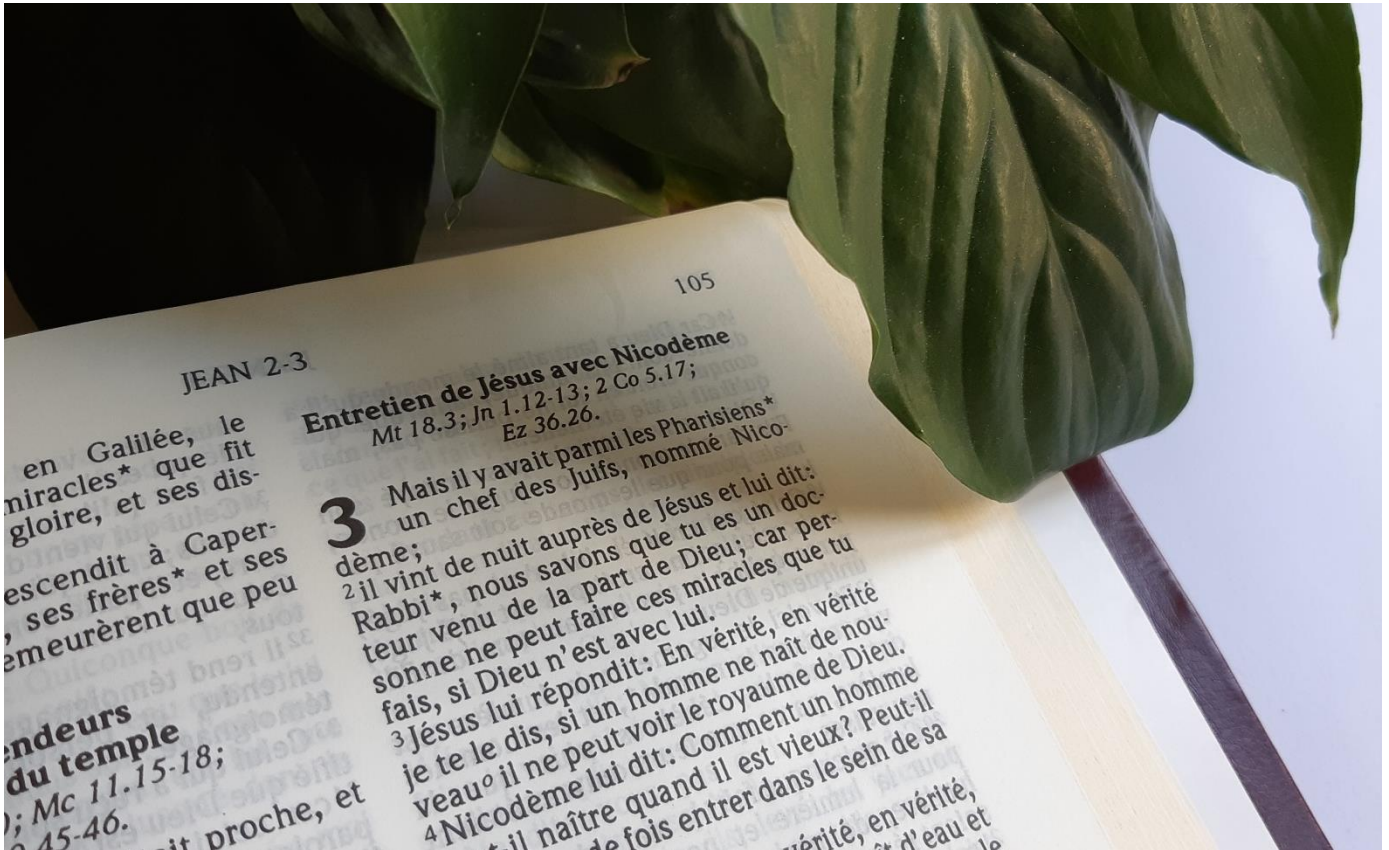 105
JEAN 2-3
en Galilée, le
miracles* que fit
gloire, et ses dis-
escendit à Caper-
, ses frères* et ses
emeurèrent que peu
endeurs
du temple
; Mc 11.15-18;
45-46.
ait proche, et
Entretien de Jésus avec Nicodème
Mt 18.3; Jn 1.12-13; 2 Co 5.17;
Ez 36.26.
3 Mais il y avait parmi les Pharisiens*
un chef des Juifs, nommé Nico-
dème;
2 il vint de nuit auprès de Jésus et lui dit:
Rabbi*, nous savons que tu es un doc-
teur venu de la part de Dieu; car per-
sonne ne peut faire ces miracles que tu
fais, si Dieu n'est avec lui.
3 Jésus lui répondit: En vérité, en vérité
je te le dis, si un homme ne naît de nou-
veau° il ne peut voir le royaume de Dieu.
4 Nicodème lui dit: Comment un homme
t-il naître quand il est vieux? Peut-il
de fois entrer dans le sein de sa
vérité, en vérité,
d'eau et